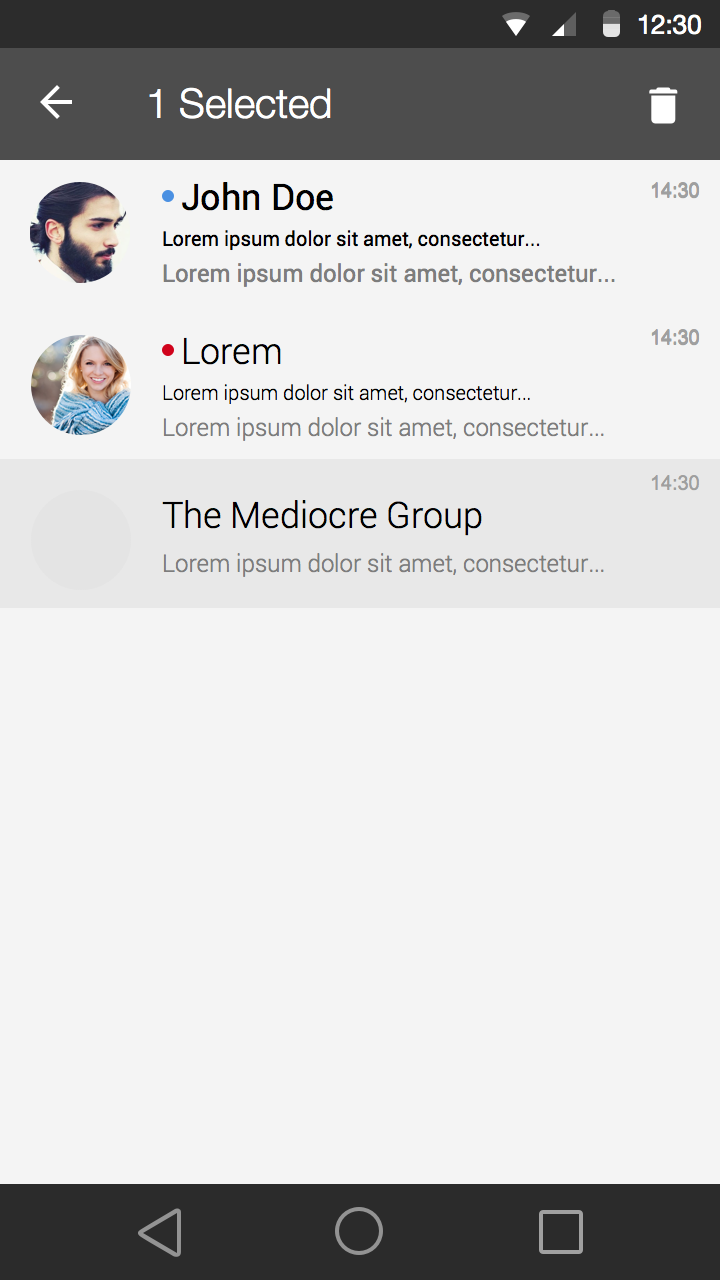 12:30
1 Selected
John Doe
14:30
Lorem ipsum dolor sit amet, consectetur...
Lorem ipsum dolor sit amet, consectetur...
Lorem
14:30
Lorem ipsum dolor sit amet, consectetur...
Lorem ipsum dolor sit amet, consectetur...
14:30
The Mediocre Group
Lorem ipsum dolor sit amet, consectetur...